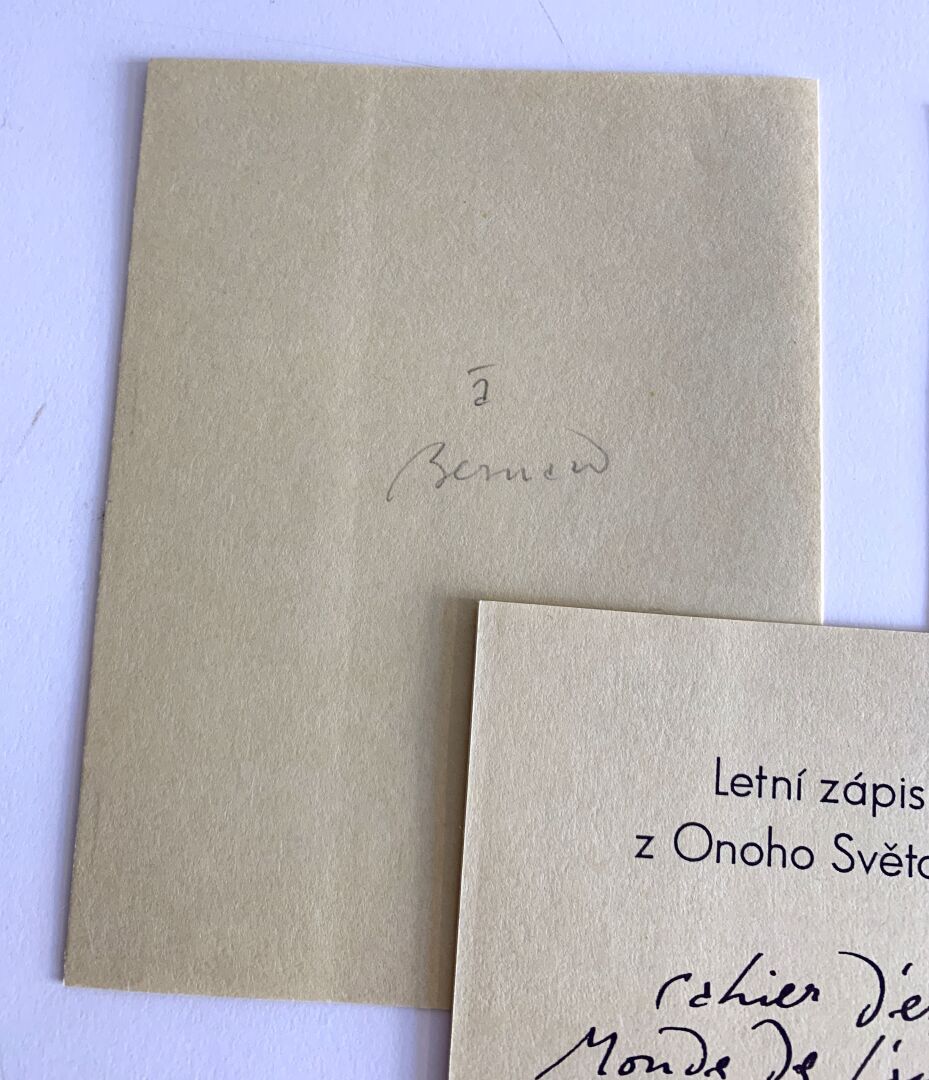 à
Bernard
Letní zápis
z Onoho Světa
cahier d'é
Monde de l'